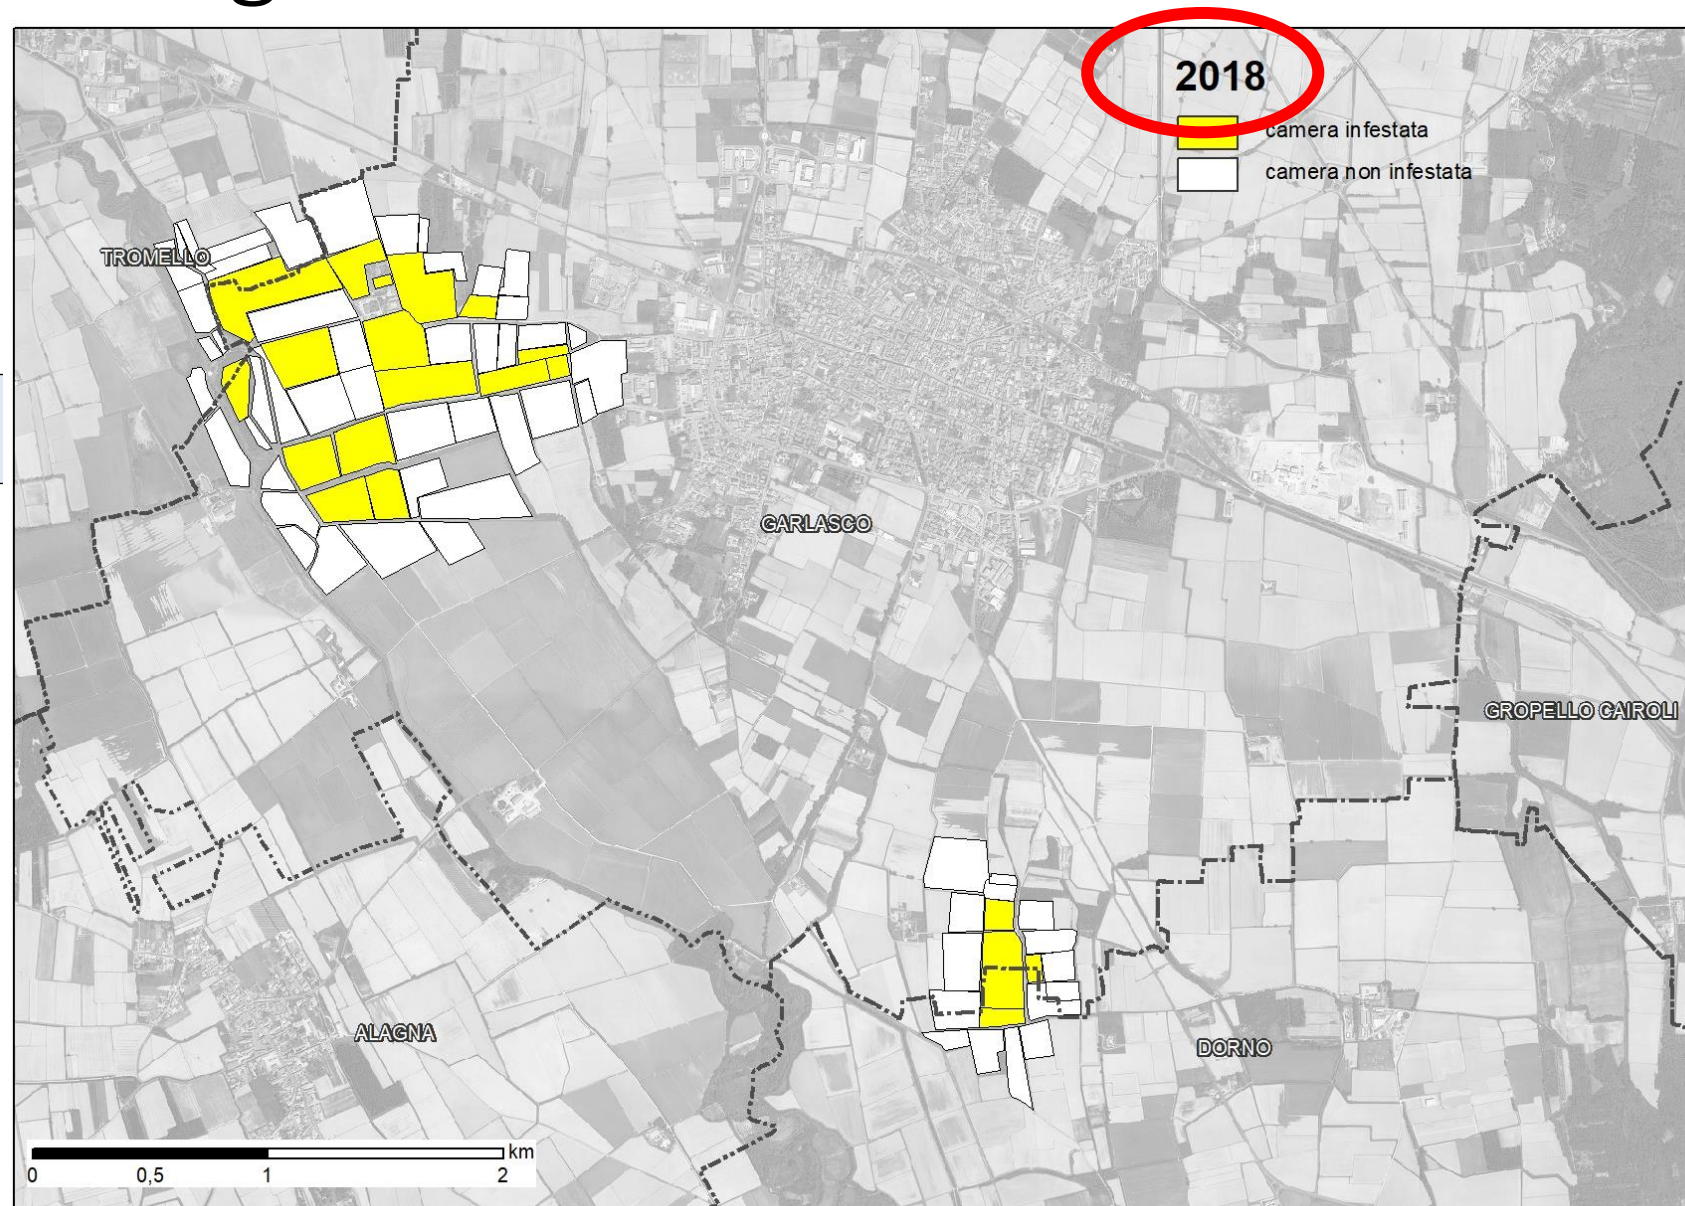 2018
camera infestata
camera non infestata
TROMELLO
GARLASCO
GROPELLO CAIROLI
ALAGNA
DORNO
km
0 0,5 1 2